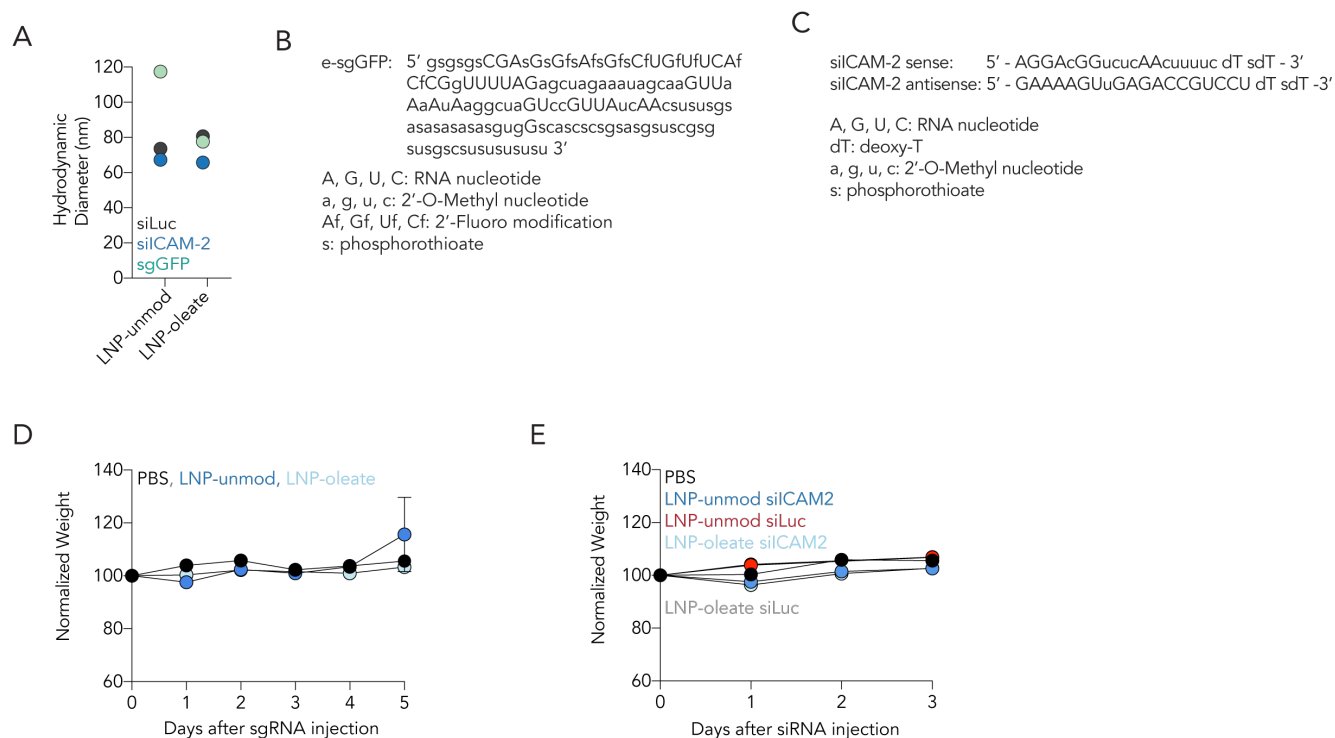 A
Hydrodynamic
Diameter (nm)
120
100
80
60
40
20
0
siLuc
siICAM-2
sgGFP
LNP-unmod
LNP-oleate
B
e-sgGFP: 5’ gsgsgsCGAsGsGfsAfsGfsCfUGfUfUCAf
CfCGgUUUUAGagcuagaaauagcaaGUUa
AaAuAaggcuaGUccGUUAucAAcsususgs
asasasasasgugGscascscsgsasgsuscgsg
susgscsusususu 3’
A, G, U, C: RNA nucleotide
a, g, u, c: 2’-O-Methyl nucleotide
Af, Gf, Uf, Cf: 2’-Fluoro modification
s: phosphorothioate
C
siICAM-2 sense: 5’ - AGGAcGGucucAAcuuuuc dT sdT - 3’
siICAM-2 antisense: 5’ - GAAAAGUuGAGACCGUCCU dT sdT -3’
A, G, U, C: RNA nucleotide
dT: deoxy-T
a, g, u, c: 2’-O-Methyl nucleotide
s: phosphorothioate
D
Normalized Weight
140
120
100
80
60
PBS, LNP-unmod, LNP-oleate
0 1 2 3 4 5
Days after sgRNA injection
E
Normalized Weight
140
120
100
80
60
PBS
LNP-unmod siICAM2
LNP-unmod siLuc
LNP-oleate siICAM2
LNP-oleate siLuc
0 1 2 3
Days after siRNA injection